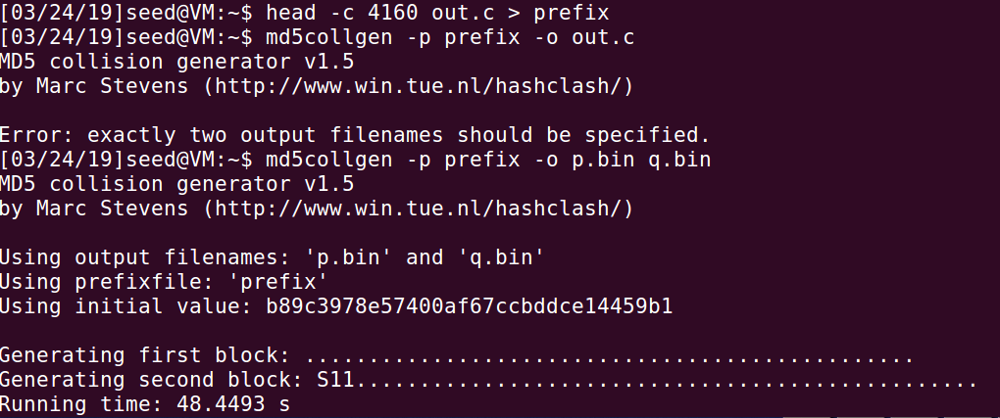 [03/24/19]seed@VM:~$ head -c 4160 out.c > prefix
[03/24/19]seed@VM:~$ md5collgen -p prefix -o out.c
MD5 collision generator v1.5
by Marc Stevens (http://www.win.tue.nl/hashclash/)
Error: exactly two output filenames should be specified.
[03/24/19]seed@VM:~$ md5collgen -p prefix -o p.bin q.bin
MD5 collision generator v1.5
by Marc Stevens (http://www.win.tue.nl/hashclash/)
Using output filenames: 'p.bin' and 'q.bin'
Using prefixfile: 'prefix'
Using initial value: b89c3978e57400af67ccbddce14459b1
Generating first block: ................................................
Generating second block: S11.................................................
Running time: 48.4493 s